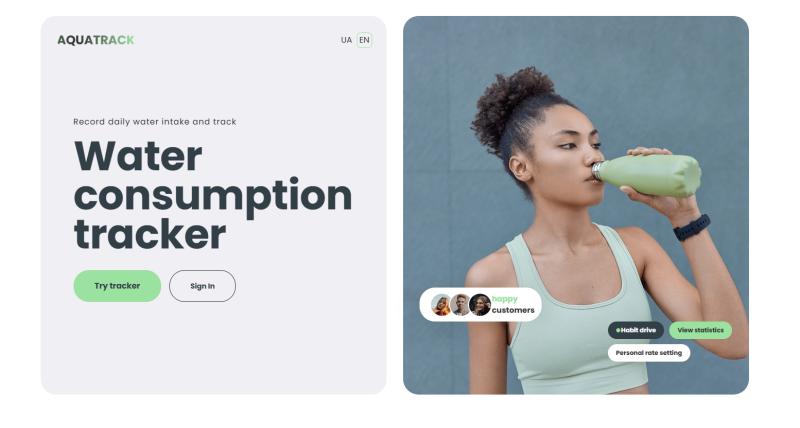 AQUATRACK
UA EN
Record daily water intake and track
Water
consumption
tracker
Try tracker
Sign In
happy
customers
Habit drive
View statistics
Personal rate setting